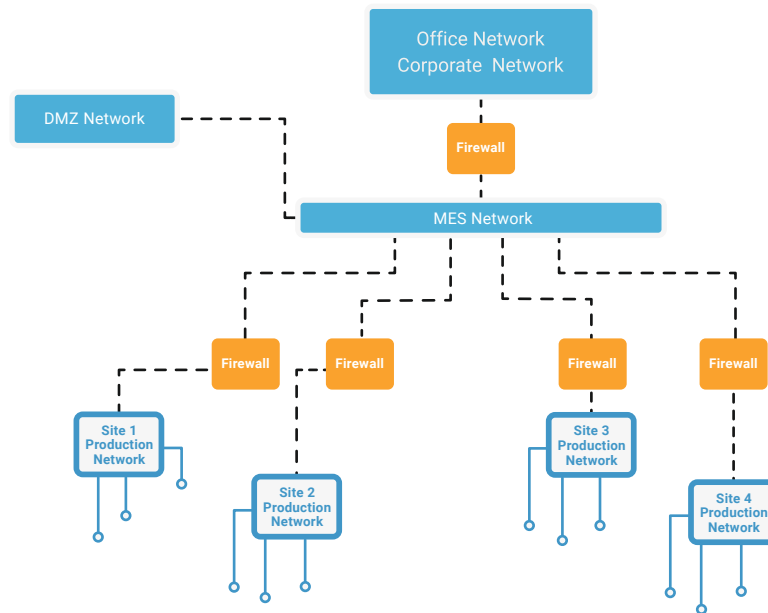 Office Network
Corporate Network
DMZ Network
Firewall
MES Network
Firewall
Firewall
Firewall
Firewall
Site 1
Production
Network
Site 2
Production
Network
Site 3
Production
Network
Site 4
Production
Network